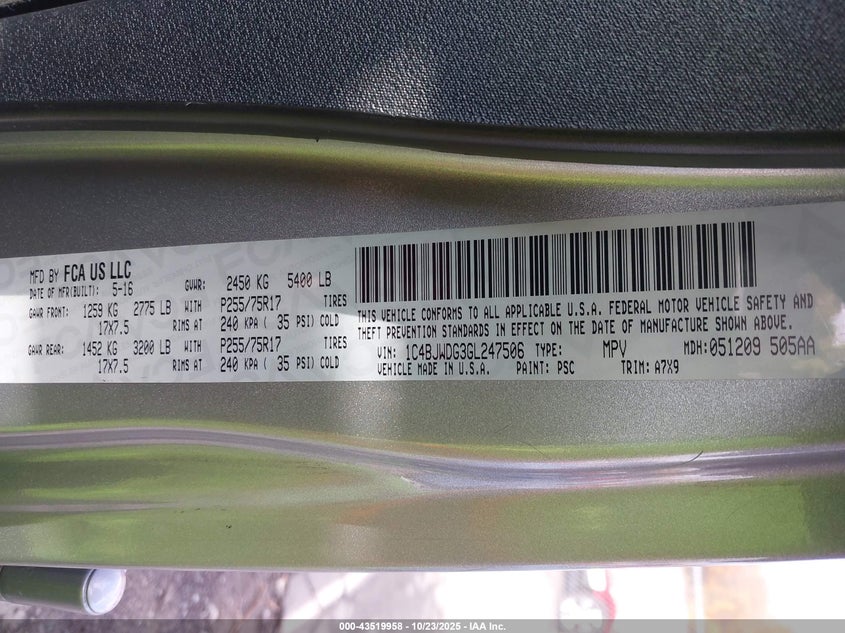 MFD BY FCA US LLC
DATE OF MFR(BUILT): 5-16 GVWR: 2450 KG 5400 LB
GAWR FRONT: 1259 KG 2775 LB WITH P255/75R17 TIRES
17X7.5 RIMS AT 240 KPA ( 35 PSI) COLD
GAWR REAR: 1452 KG 3200 LB WITH P255/75R17 TIRES
17X7.5 RIMS AT 240 KPA ( 35 PSI) COLD
THIS VEHICLE CONFORMS TO ALL APPLICABLE U.S.A. FEDERAL MOTOR VEHICLE SAFETY AND
THEFT PREVENTION STANDARDS IN EFFECT ON THE DATE OF MANUFACTURE SHOWN ABOVE.
VIN: 1C4BJWDG3GL247506 TYPE: MPV MDH: 051209 505AA
VEHICLE MADE IN U.S.A. PAINT: PSC TRIM: A7X9
000-43519958 - 10/23/2025 - IAA Inc.